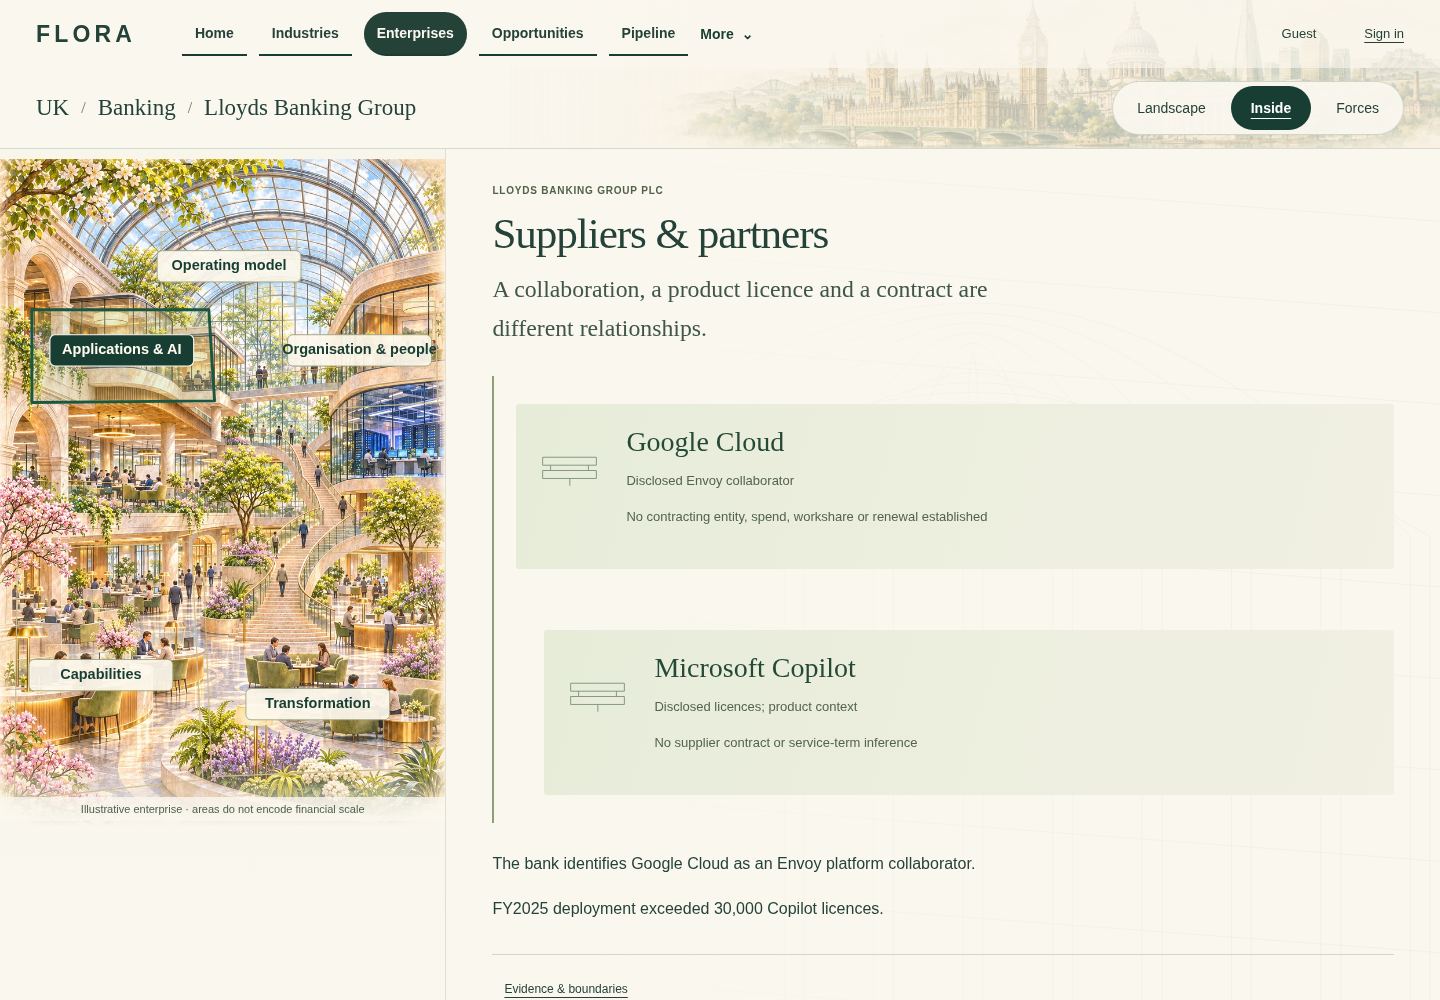 FLORA
Home
Industries
Enterprises
Opportunities
Pipeline
More
Guest
Sign in
UK / Banking / Lloyds Banking Group
Landscape
Inside
Forces
Operating model
Applications & AI
Organisation & people
Capabilities
Transformation
Illustrative enterprise · areas do not encode financial scale
LLOYDS BANKING GROUP PLC
Suppliers & partners
A collaboration, a product licence and a contract are
different relationships.
Google Cloud
Disclosed Envoy collaborator
No contracting entity, spend, workshare or renewal established
Microsoft Copilot
Disclosed licences; product context
No supplier contract or service-term inference
The bank identifies Google Cloud as an Envoy platform collaborator.
FY2025 deployment exceeded 30,000 Copilot licences.
Evidence & boundaries